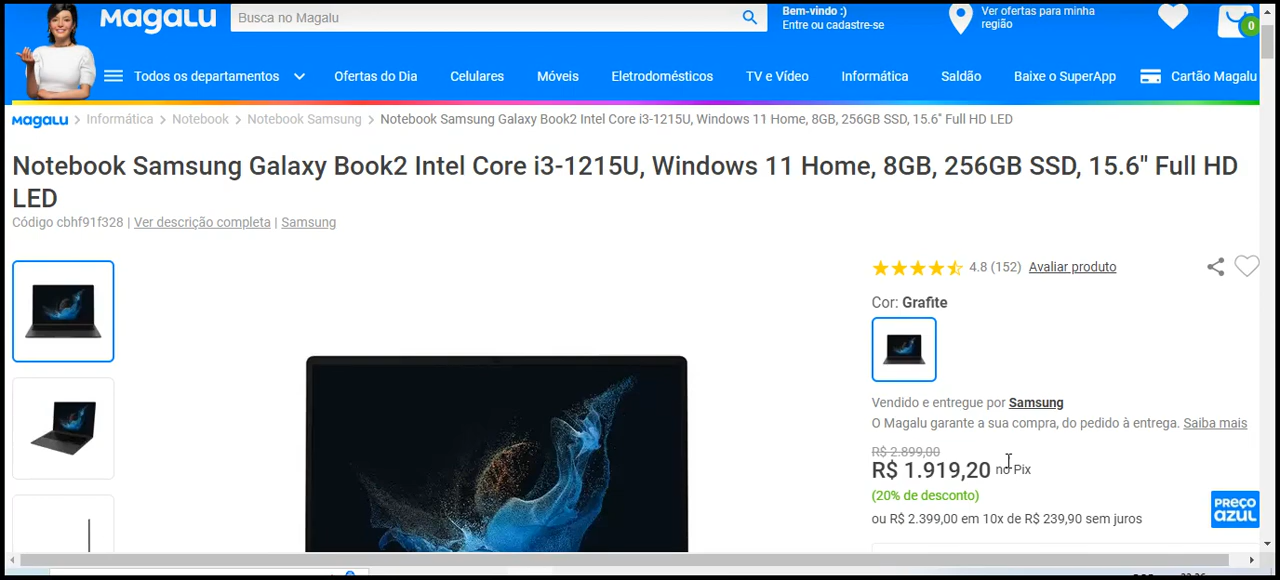 Magalu
Busca no Magalu
Bem-vindo :)
Entre ou cadastre-se
Ver ofertas para minha
região
0
Todos os departamentos
Ofertas do Dia
Celulares
Móveis
Eletrodomésticos
TV e Vídeo
Informática
Saldão
Baixe o SuperApp
Cartão Magalu
Magalu > Informática > Notebook > Notebook Samsung > Notebook Samsung Galaxy Book2 Intel Core i3-1215U, Windows 11 Home, 8GB, 256GB SSD, 15.6" Full HD LED
Notebook Samsung Galaxy Book2 Intel Core i3-1215U, Windows 11 Home, 8GB, 256GB SSD, 15.6" Full HD
LED
Código cbhf91f328 | Ver descrição completa | Samsung
4.8 (152) Avaliar produto
Cor: Grafite
Vendido e entregue por Samsung
O Magalu garante a sua compra, do pedido à entrega. Saiba mais
R$ 2.899,00
R$ 1.919,20 no Pix
(20% de desconto)
ou R$ 2.399,00 em 10x de R$ 239,90 sem juros
PREÇO
azul